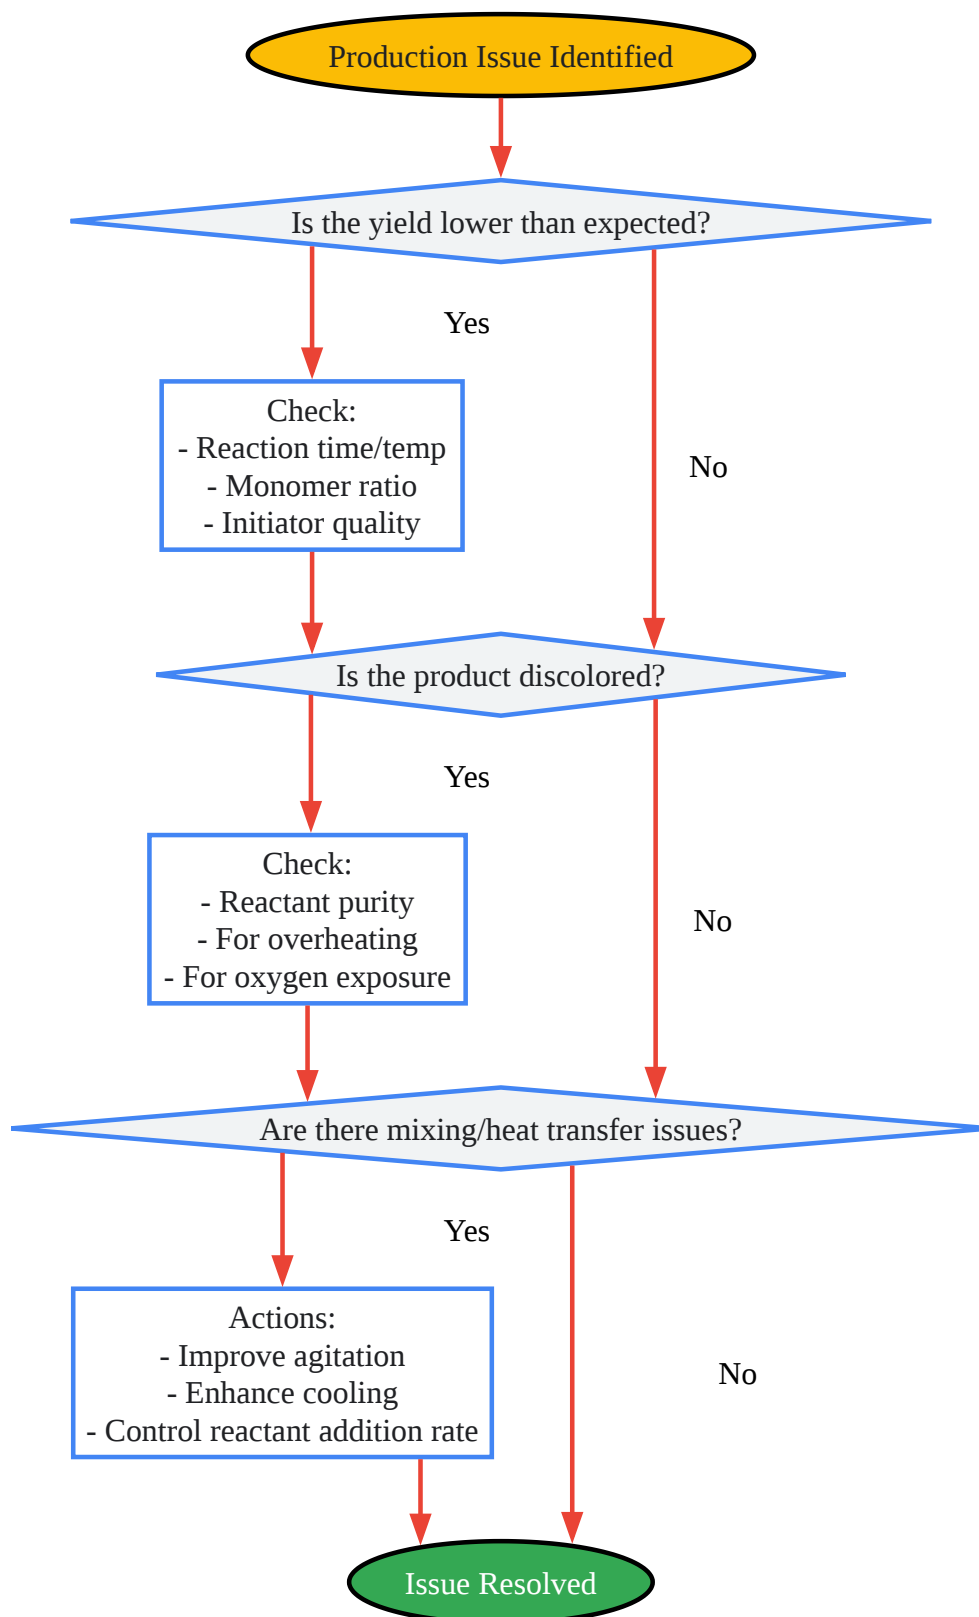 Production Issue Identified
Is the yield lower than expected?
Yes
Check:
- Reaction time/temp
- Monomer ratio
- Initiator quality
No
Is the product discolored?
Yes
Check:
- Reactant purity
- For overheating
- For oxygen exposure
No
Are there mixing/heat transfer issues?
Yes
Actions:
- Improve agitation
- Enhance cooling
- Control reactant addition rate
No
Issue Resolved